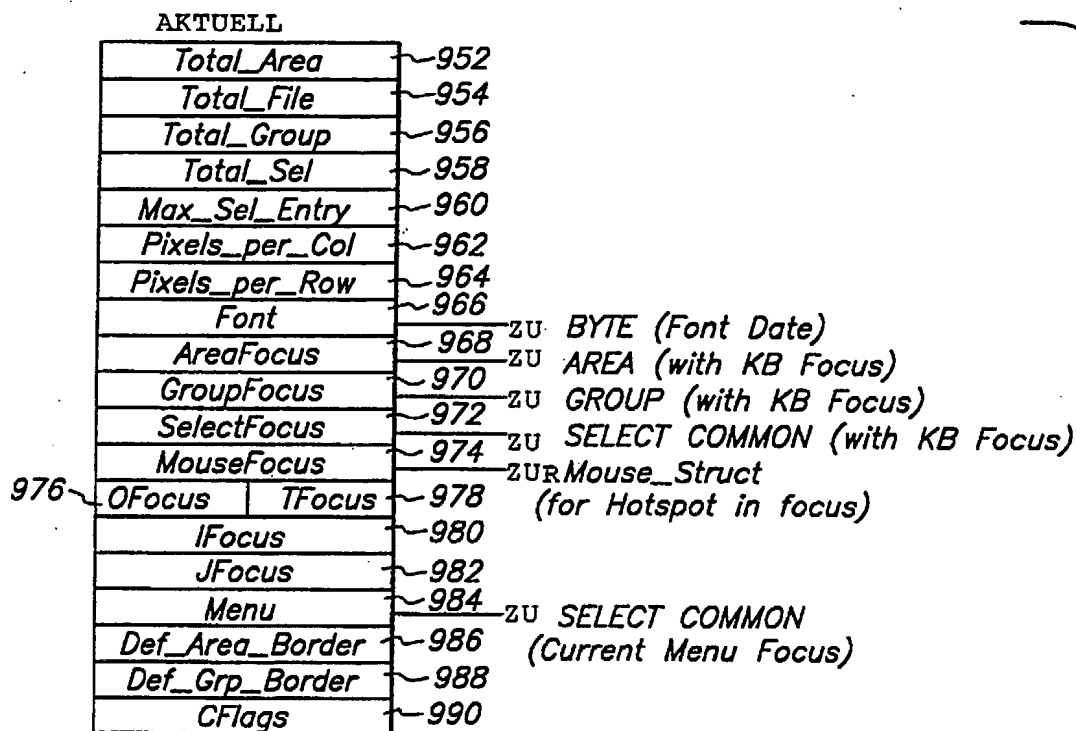 AKTUELL
Total_Area 952
Total_File 954
Total_Group 956
Total_Sel 958
Max_Sel_Entry 960
Pixels_per_Col 962
Pixels_per_Row 964
Font 966
ZU BYTE (Font Date)
AreaFocus 968
ZU AREA (with KB Focus)
GroupFocus 970
ZU GROUP (with KB Focus)
SelectFocus 972
ZU SELECT COMMON (with KB Focus)
MouseFocus 974
ZUR Mouse_Struct
(for Hotspot in focus)
976 OFocus TFocus 978
IFocus 980
JFocus 982
Menu 984
ZU SELECT COMMON
(Current Menu Focus)
Def_Area_Border 986
Def_Grp_Border 988
CFlags 990